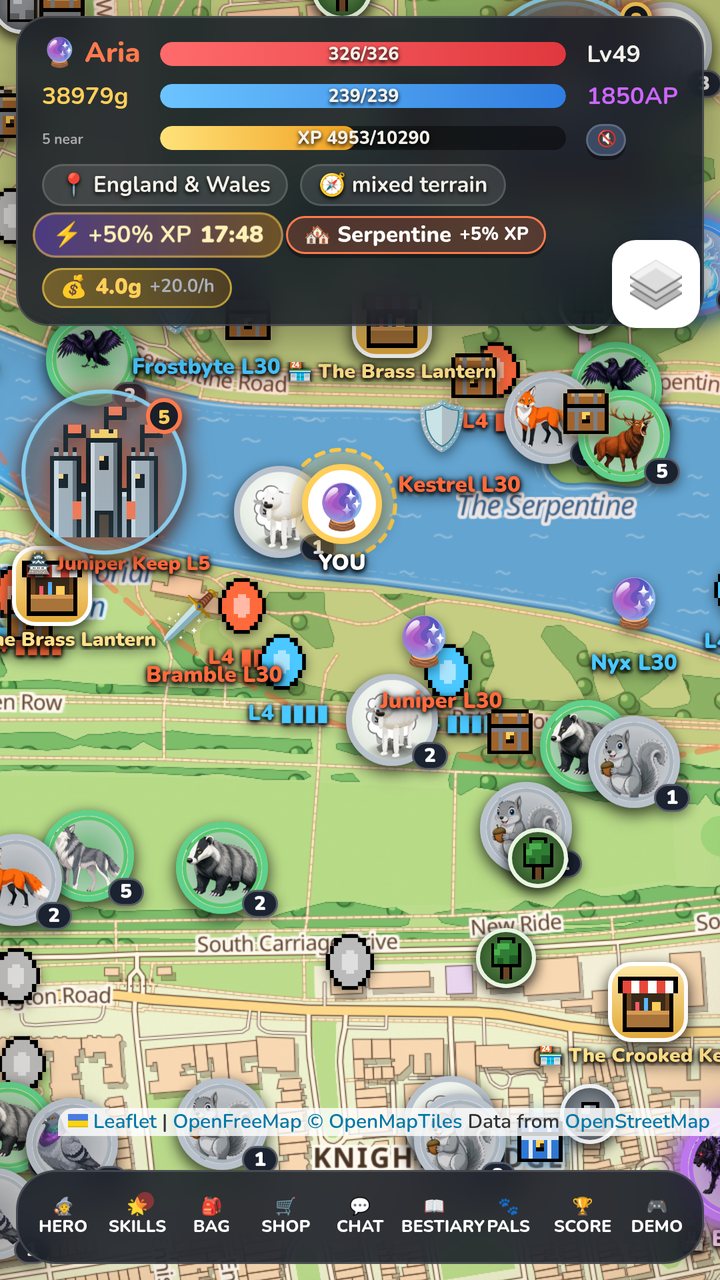 Aria
326/326
Lv49
38979g
239/239
1850AP
5 near
XP 4953/10290
England & Wales
mixed terrain
+50% XP 17:48
Serpentine +5% XP
4.0g +20.0/h
Frostbyte L30
Road
The Brass Lantern
5
L4
5
Kestrel L30
The Serpentine
1
YOU
Juniper Keep L5
The Brass Lantern
L4
Bramble L30
Nyx L30
Juniper L30
L4
2
1
5
2
2
New Ride
South Carriage Drive
The Crooked
Leaflet | OpenFreeMap © OpenMapTiles Data from OpenStreetMap
1
KNIGH
HERO
SKILLS
BAG
SHOP
CHAT
BESTIARY
PALS
SCORE
DEMO